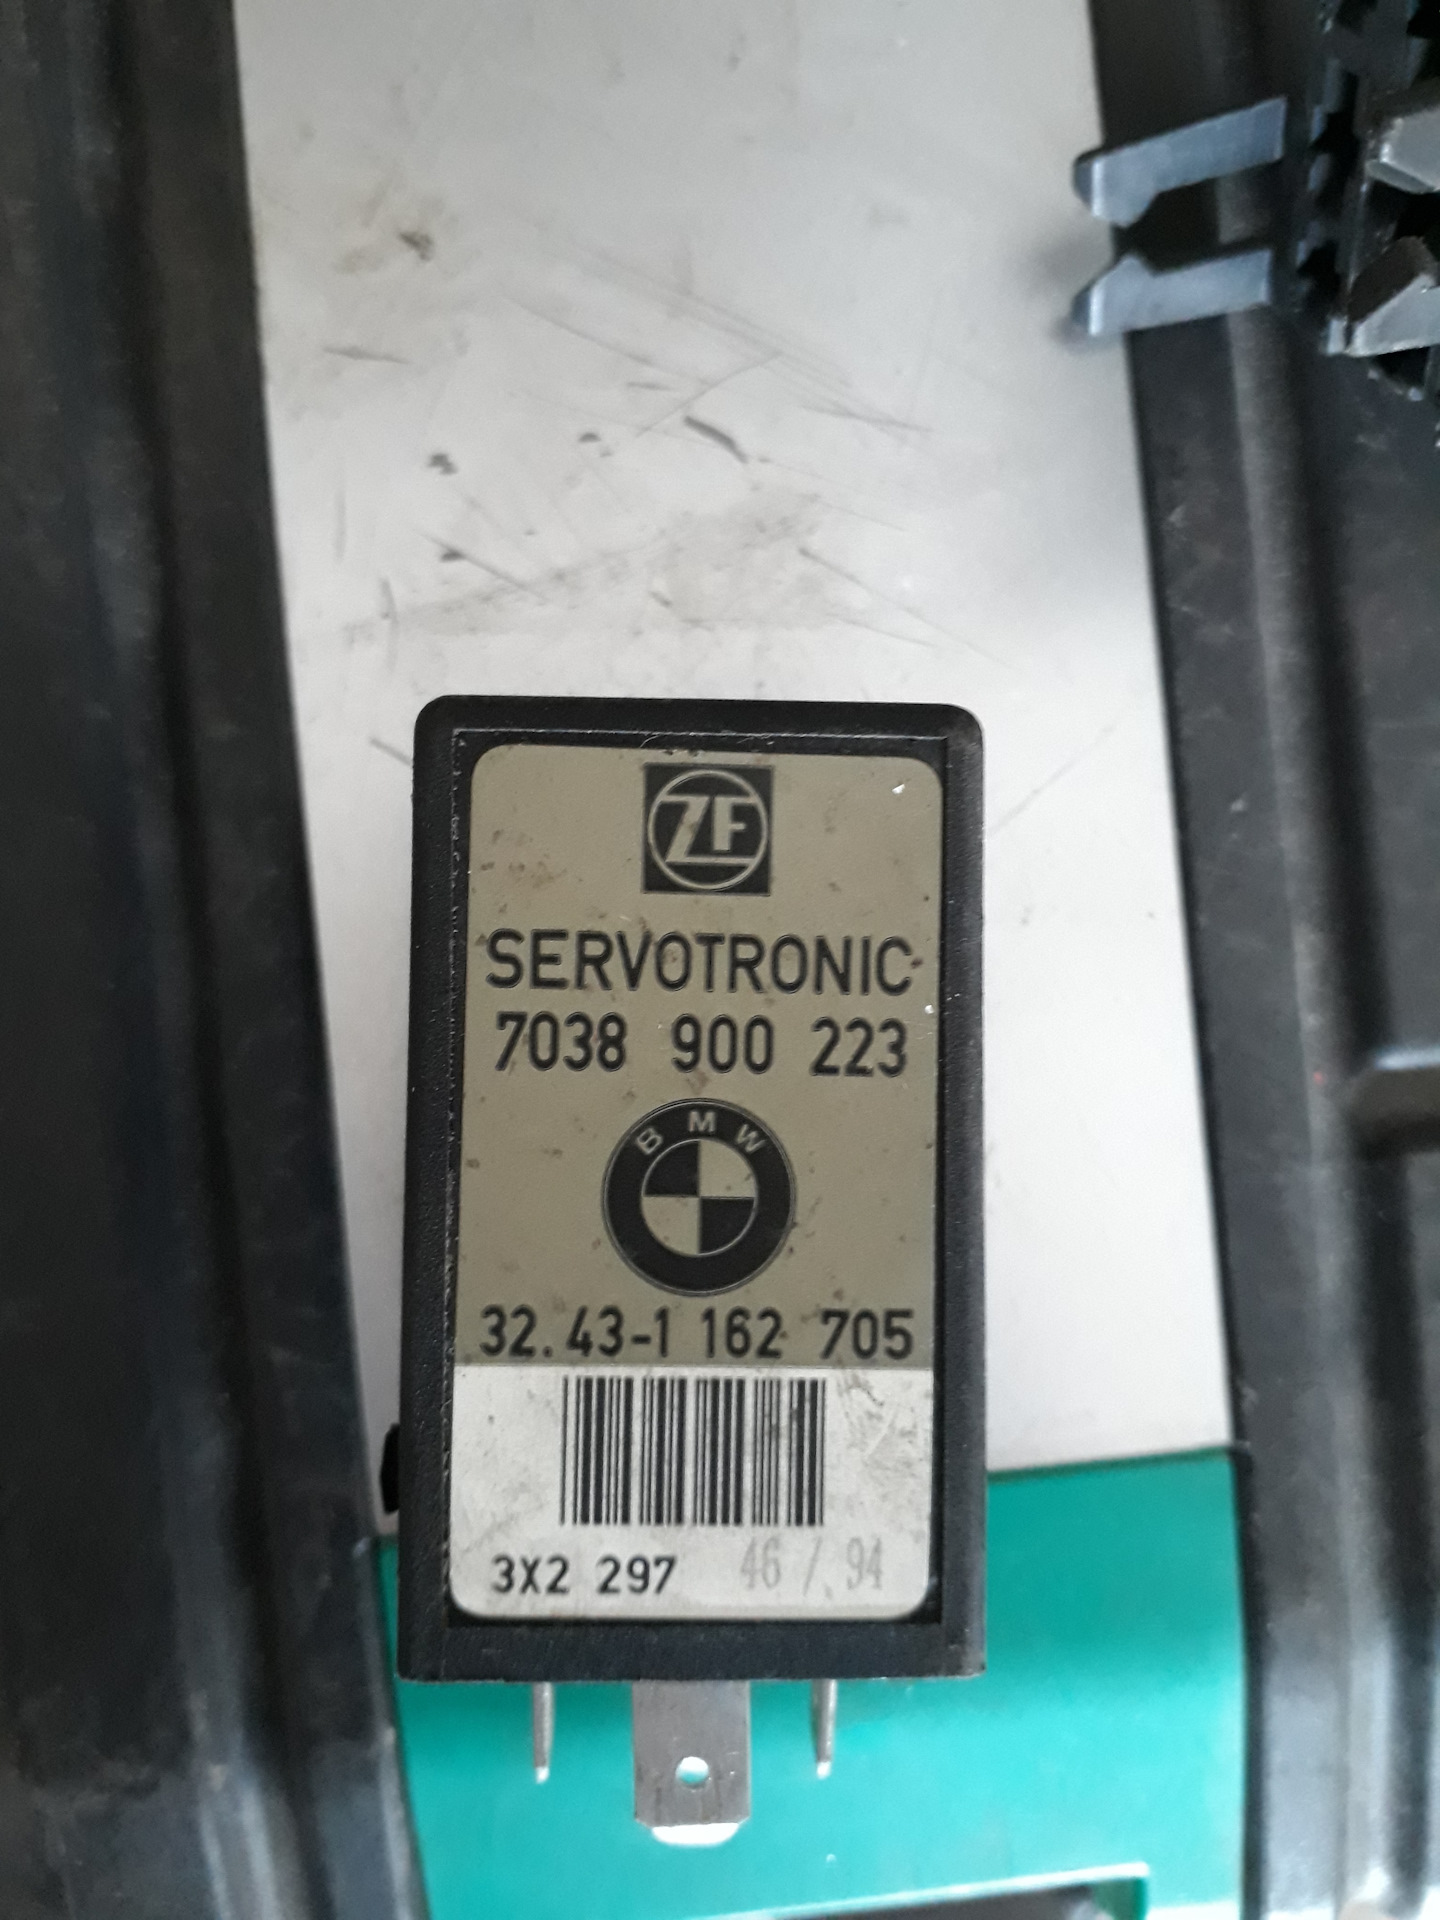 ZF
SERVOTRONIC
7038 900 223
BMW
32.43-1 162 705
3X2 297 46 /. 94